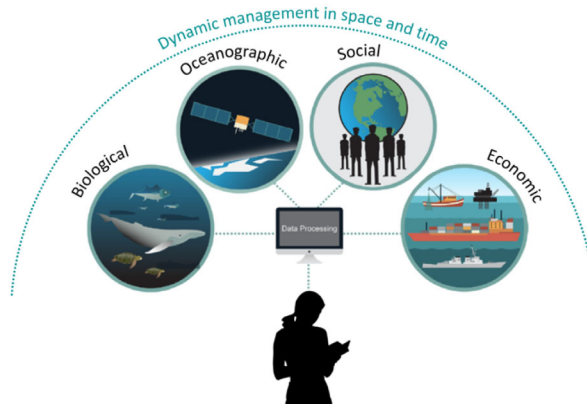 Dynamic management in space and time
Biological
Oceanographic
Social
Economic
Data Processing